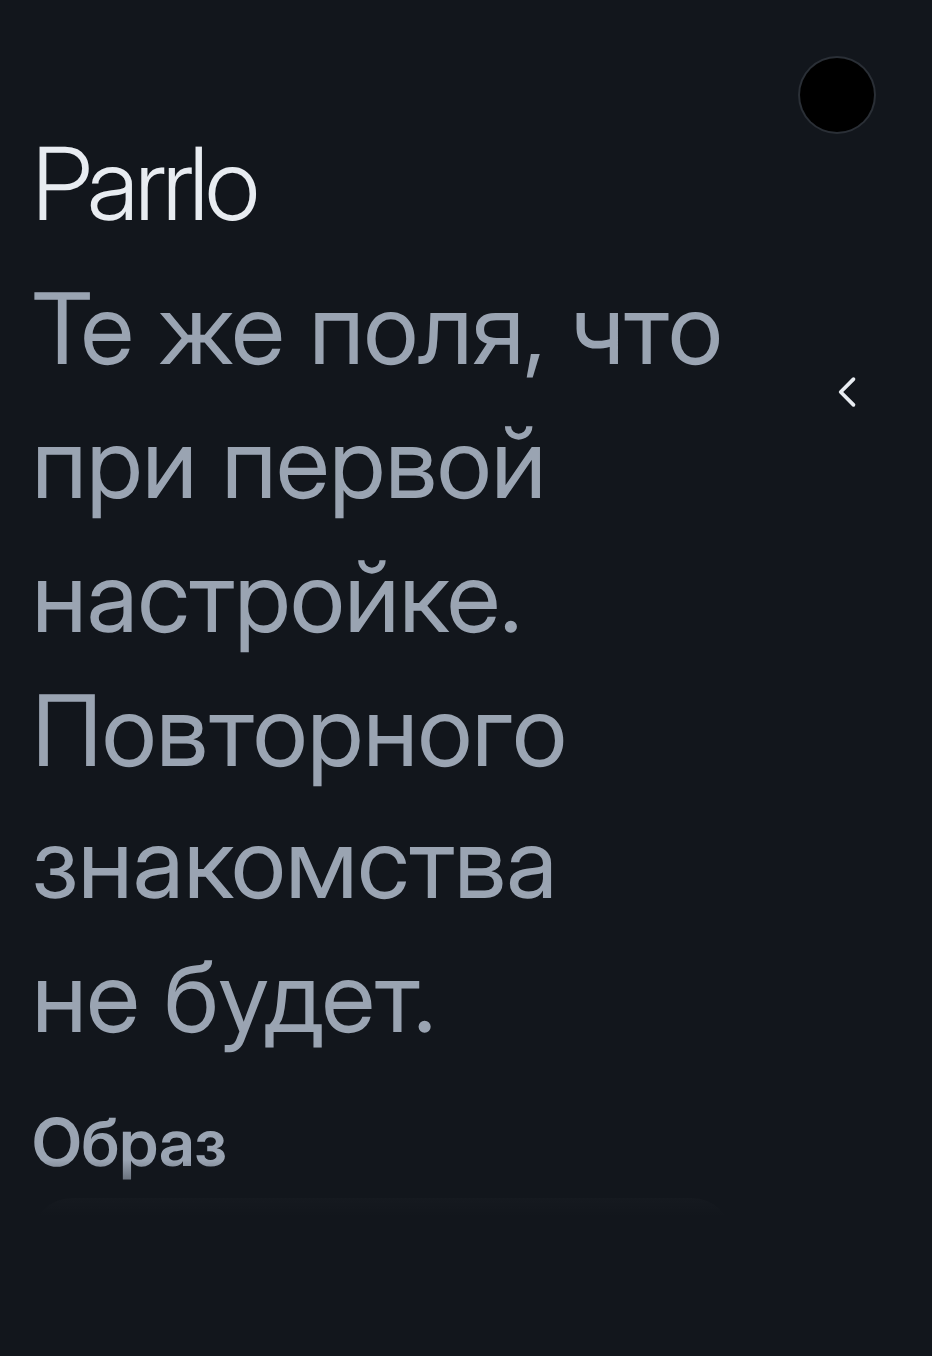 Parrlo
Те же поля, что
при первой
настройке.
Повторного
знакомства
не будет.
Образ